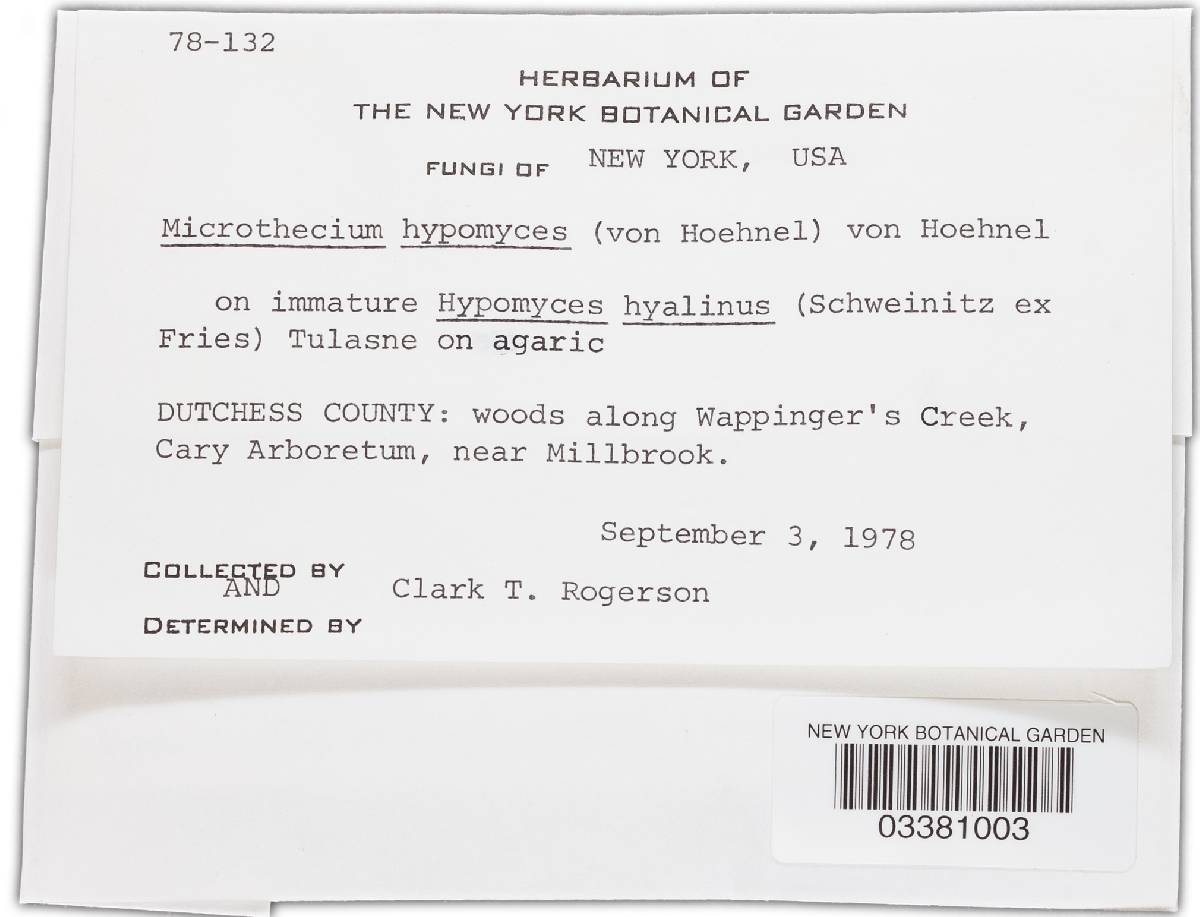 78-132
HERBARIUM OF
THE NEW YORK BOTANICAL GARDEN
FUNGI OF NEW YORK, USA
Microthecium hypomyces (von Hoehnel) von Hoehnel
on immature Hypomyces hyalinus (Schweinitz ex
Fries) Tulasne on agaric
DUTCHESS COUNTY: woods along Wappinger's Creek,
Cary Arboretum, near Millbrook.
September 3, 1978
COLLECTED BY
AND Clark T. Rogerson
DETERMINED BY
NEW YORK BOTANICAL GARDEN
03381003